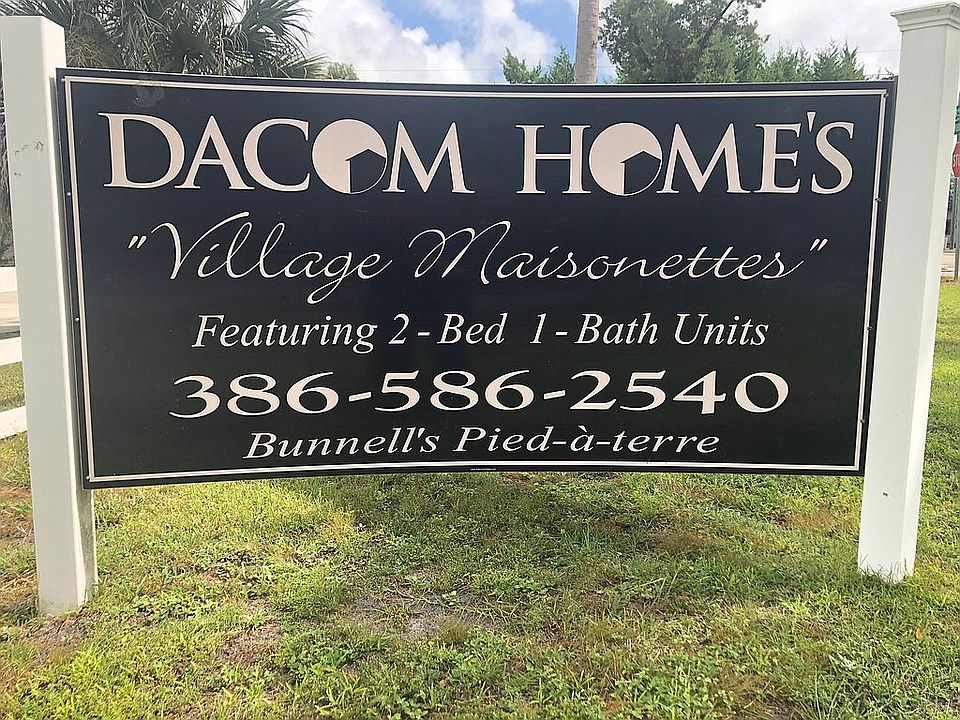 DACOM HOME'S
"Village Maisonettes"
Featuring 2-Bed 1-Bath Units
386-586-2540
Bunnell's Pied-à-terre